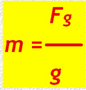 m = Fg / g